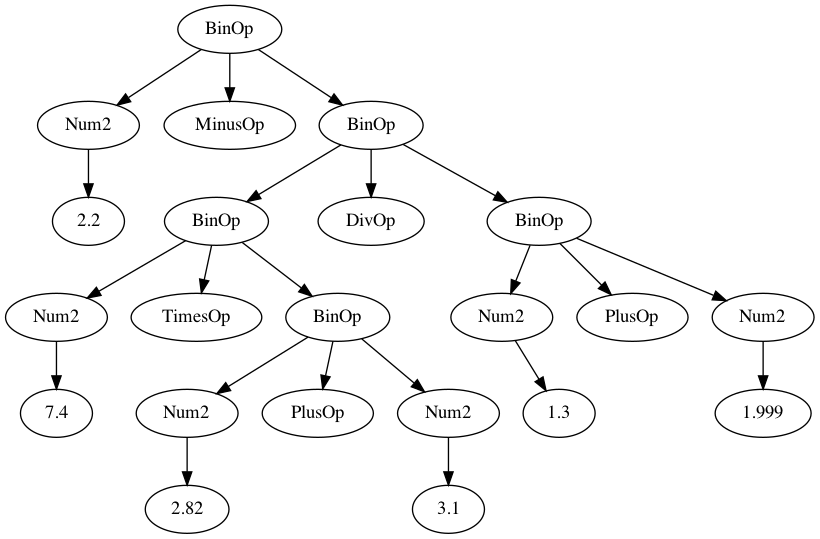 BinOp
Num2 MinusOp BinOp
2.2 BinOp DivOp BinOp
Num2 TimesOp BinOp Num2 PlusOp Num2
7.4 Num2 PlusOp Num2 1.3 1.999
2.82 3.1